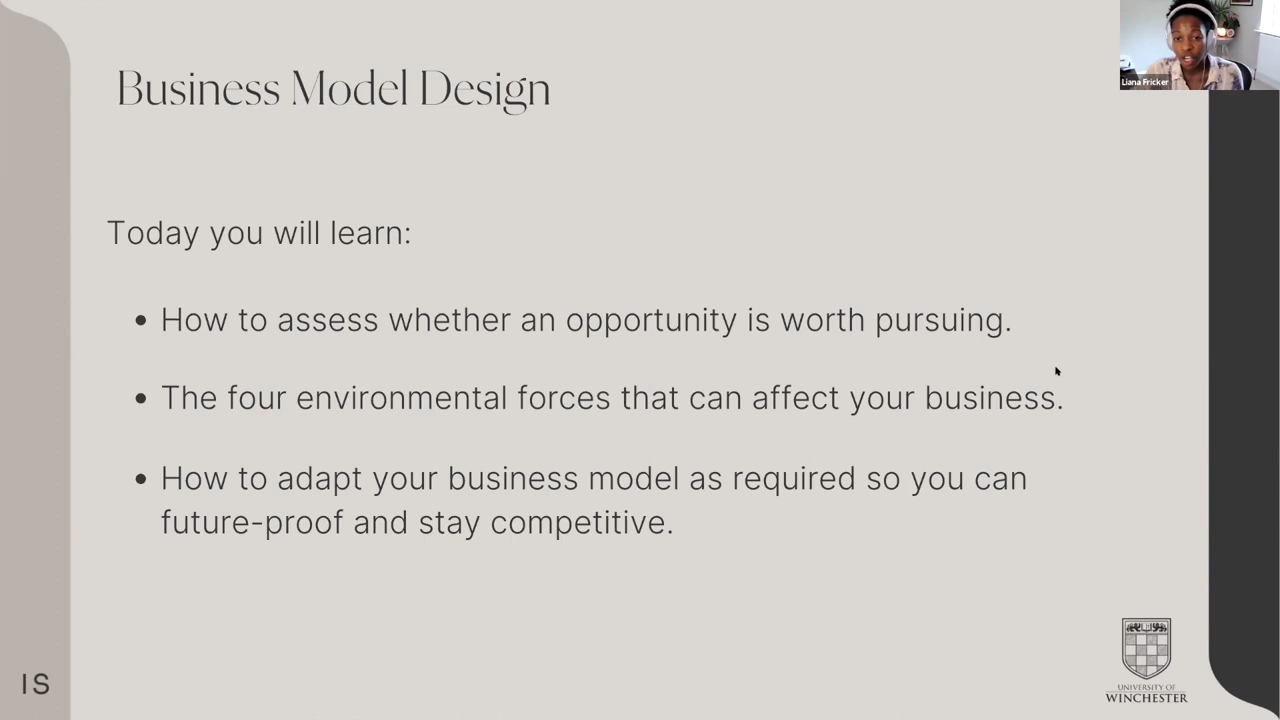 Business Model Design
Liana Fricker
Today you will learn:
• How to assess whether an opportunity is worth pursuing.
• The four environmental forces that can affect your business.
• How to adapt your business model as required so you can
future-proof and stay competitive.
IS
UNIVERSITY OF
WINCHESTER